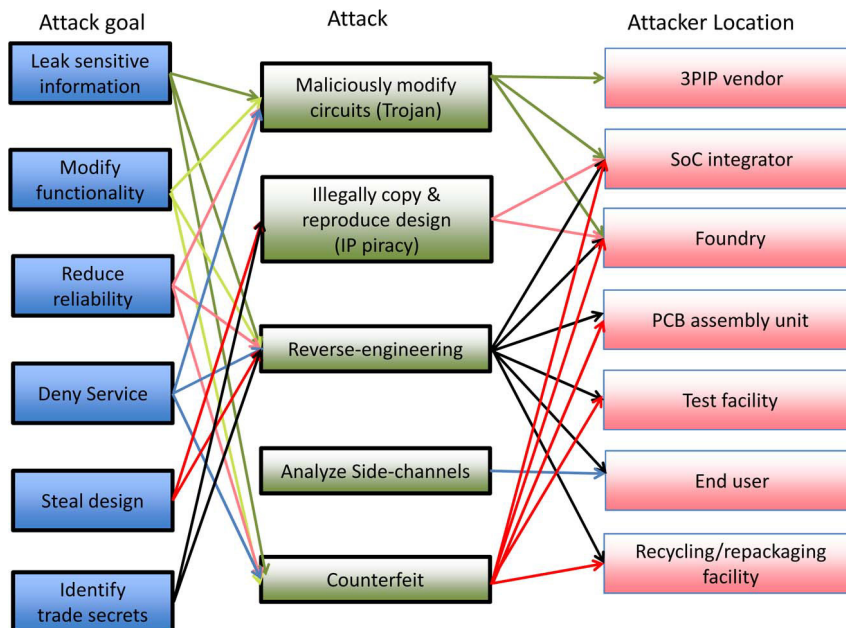 Attack goal
Attack
Attacker Location
Leak sensitive
information
Modify
functionality
Reduce
reliability
Deny Service
Steal design
Identify
trade secrets
Maliciously modify
circuits (Trojan)
Illegally copy &
reproduce design
(IP piracy)
Reverse-engineering
Analyze Side-channels
Counterfeit
3PIP vendor
SoC integrator
Foundry
PCB assembly unit
Test facility
End user
Recycling/repackaging
facility